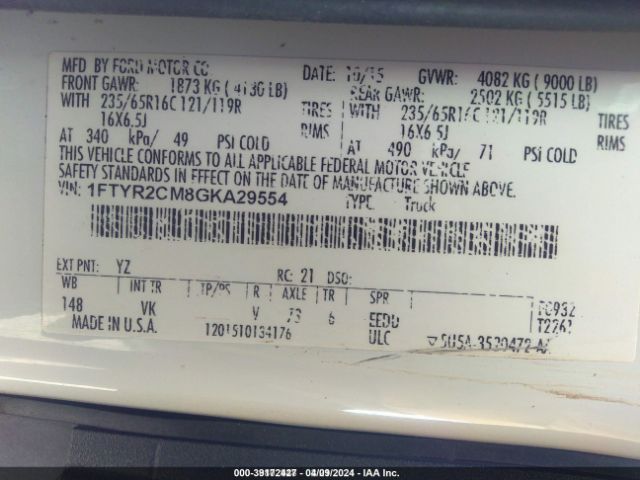 MFD BY FORD MOTOR CO DATE: 10/15 GVWR: 4082 KG ( 9000 LB)
FRONT GAWR: 1873 KG ( 4130 LB) REAR GAWR: 2502 KG ( 5515 LB)
WITH 235/65R16C 121/119R TIRES WITH 235/65R16C 121/119R TIRES
16X6.5J RIMS 16X6.5J RIMS
AT 340 kPa/ 49 PSI COLD AT 490 kPa/ 71 PSI COLD
THIS VEHICLE CONFORMS TO ALL APPLICABLE FEDERAL MOTOR VEHICLE
SAFETY STANDARDS IN EFFECT ON THE DATE OF MANUFACTURE SHOWN ABOVE.
VIN: 1FTYR2CM8GKA29554 TYPE: Truck
EXT PNT: YZ RC: 21 DSO:
WB INT TR TP/PS R AXLE TR SPR
148 VK V 73 6 EEDU
MADE IN U.S.A. 1201510134176 ULC
000-39172427 04/09/2024 - IAA Inc.